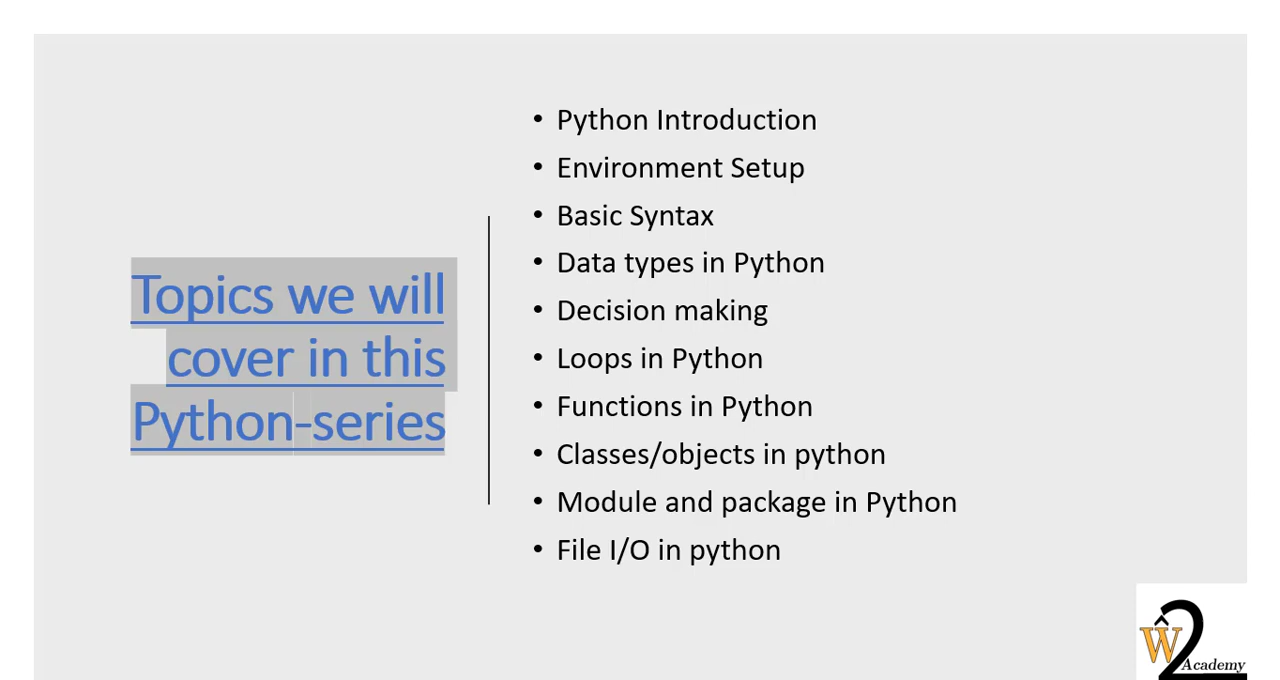 Topics we will
cover in this
Python-series
• Python Introduction
• Environment Setup
• Basic Syntax
• Data types in Python
• Decision making
• Loops in Python
• Functions in Python
• Classes/objects in python
• Module and package in Python
• File I/O in python
W2
Academy